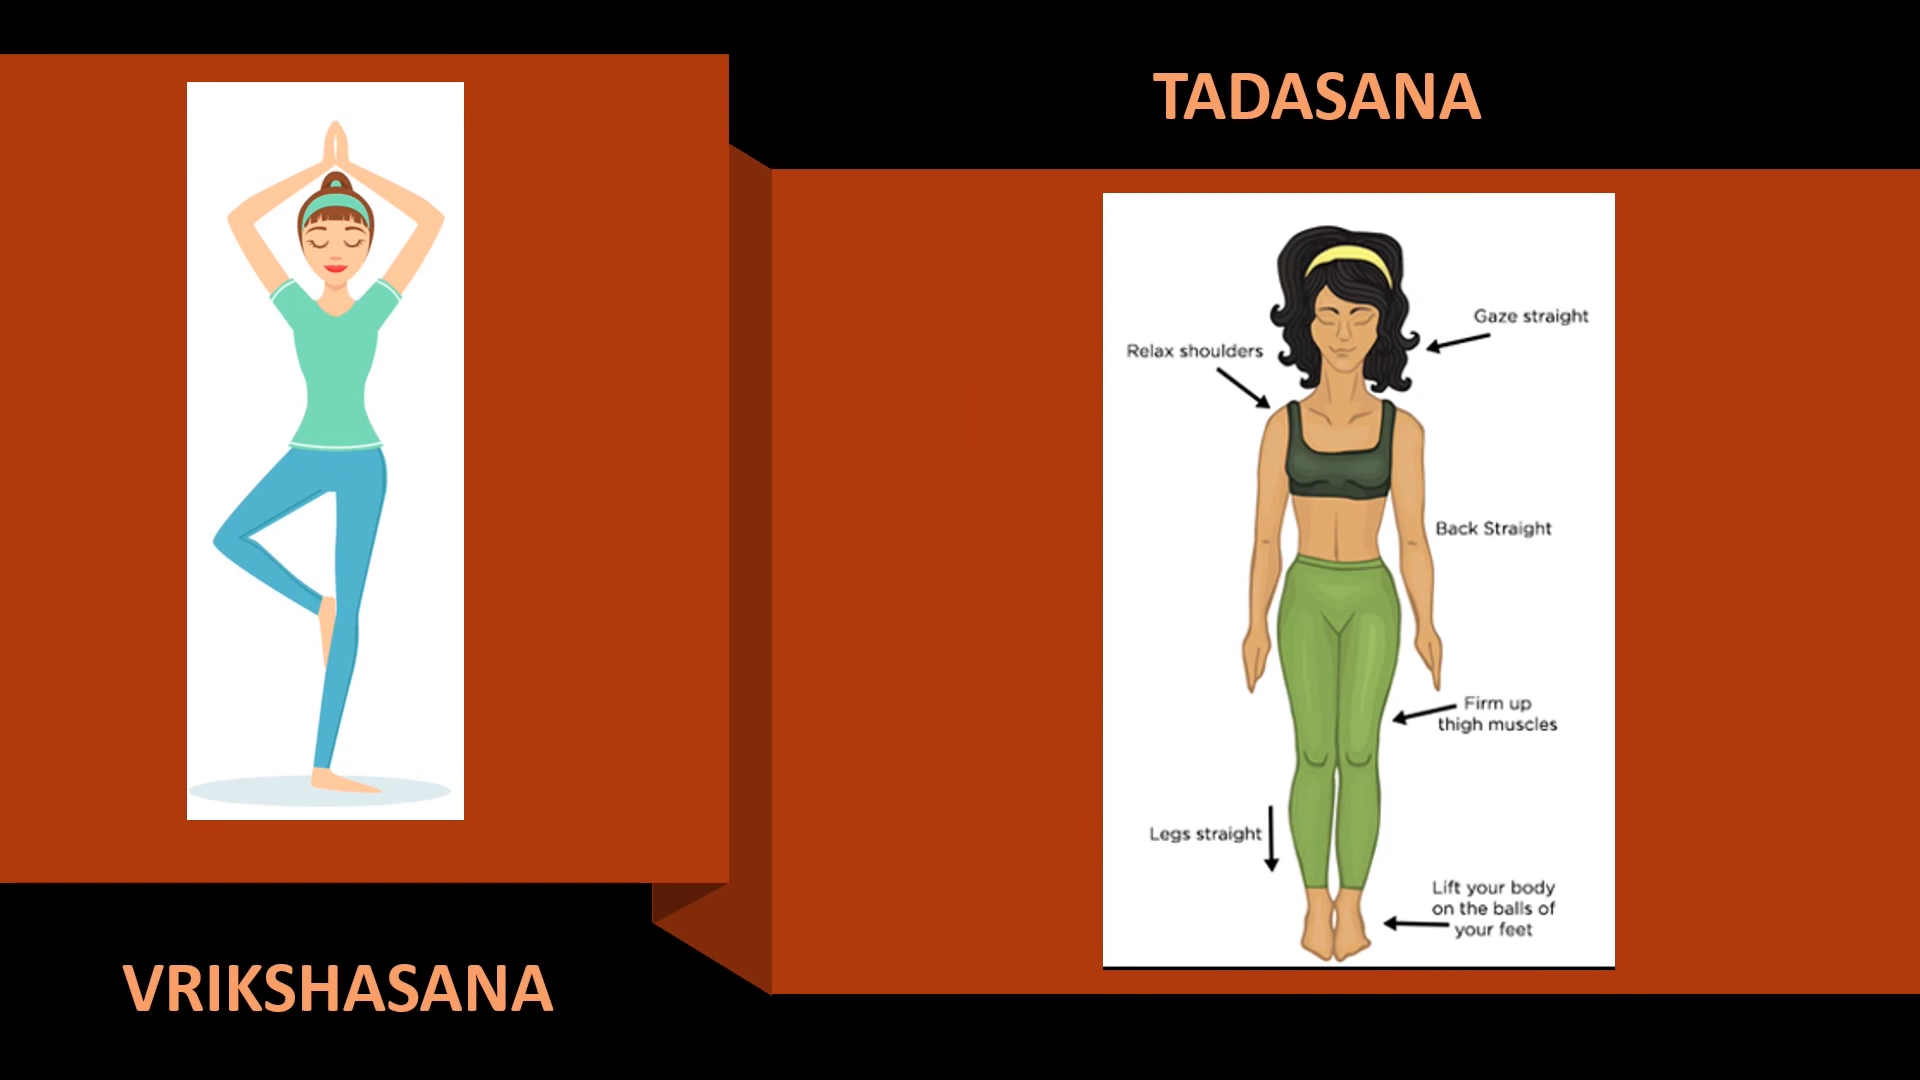 TADASANA
Gaze straight
Relax shoulders
Back Straight
Firm up
thigh muscles
Legs straight
Lift your body
on the balls of
your feet
VRIKSHASANA